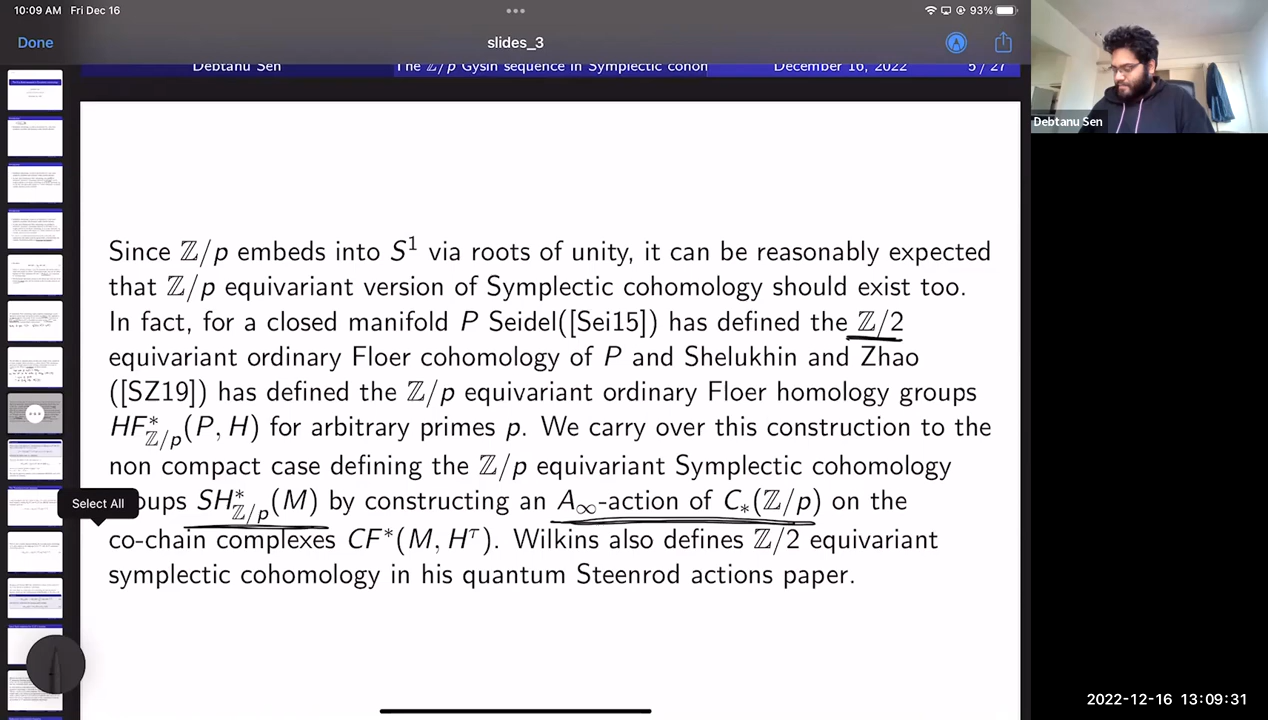 10:09 AM Fri Dec 16
93%
Done
slides_3
Debtanu Sen
The ℤ/p Gysin sequence in Symplectic cohom
December 16, 2022
5 / 27
Since ℤ/p embeds into S¹ via roots of unity, it can be reasonably expected
that ℤ/p equivariant version of Symplectic cohomology should exist too.
In fact, for a closed manifold P Seidel([Sei15]) has defined the ℤ/2
equivariant ordinary Floer cohomology of P and Shelukhin and Zhao
([SZ19]) has defined the ℤ/p equivariant ordinary Floer homology groups
HF*_{ℤ/p}(P, H) for arbitrary primes p. We carry over this construction to the
non compact case defining the ℤ/p equivariant Symplectic cohomology
oups SH*_{ℤ/p}(M) by constructing an A_∞-action of C_*(ℤ/p) on the
co-chain complexes CF*(M, H^τ). Wilkins also defines ℤ/2 equivariant
symplectic cohomology in his quantum Steenrod actions paper.
Select All
Debtanu Sen
2022-12-16 13:09:31